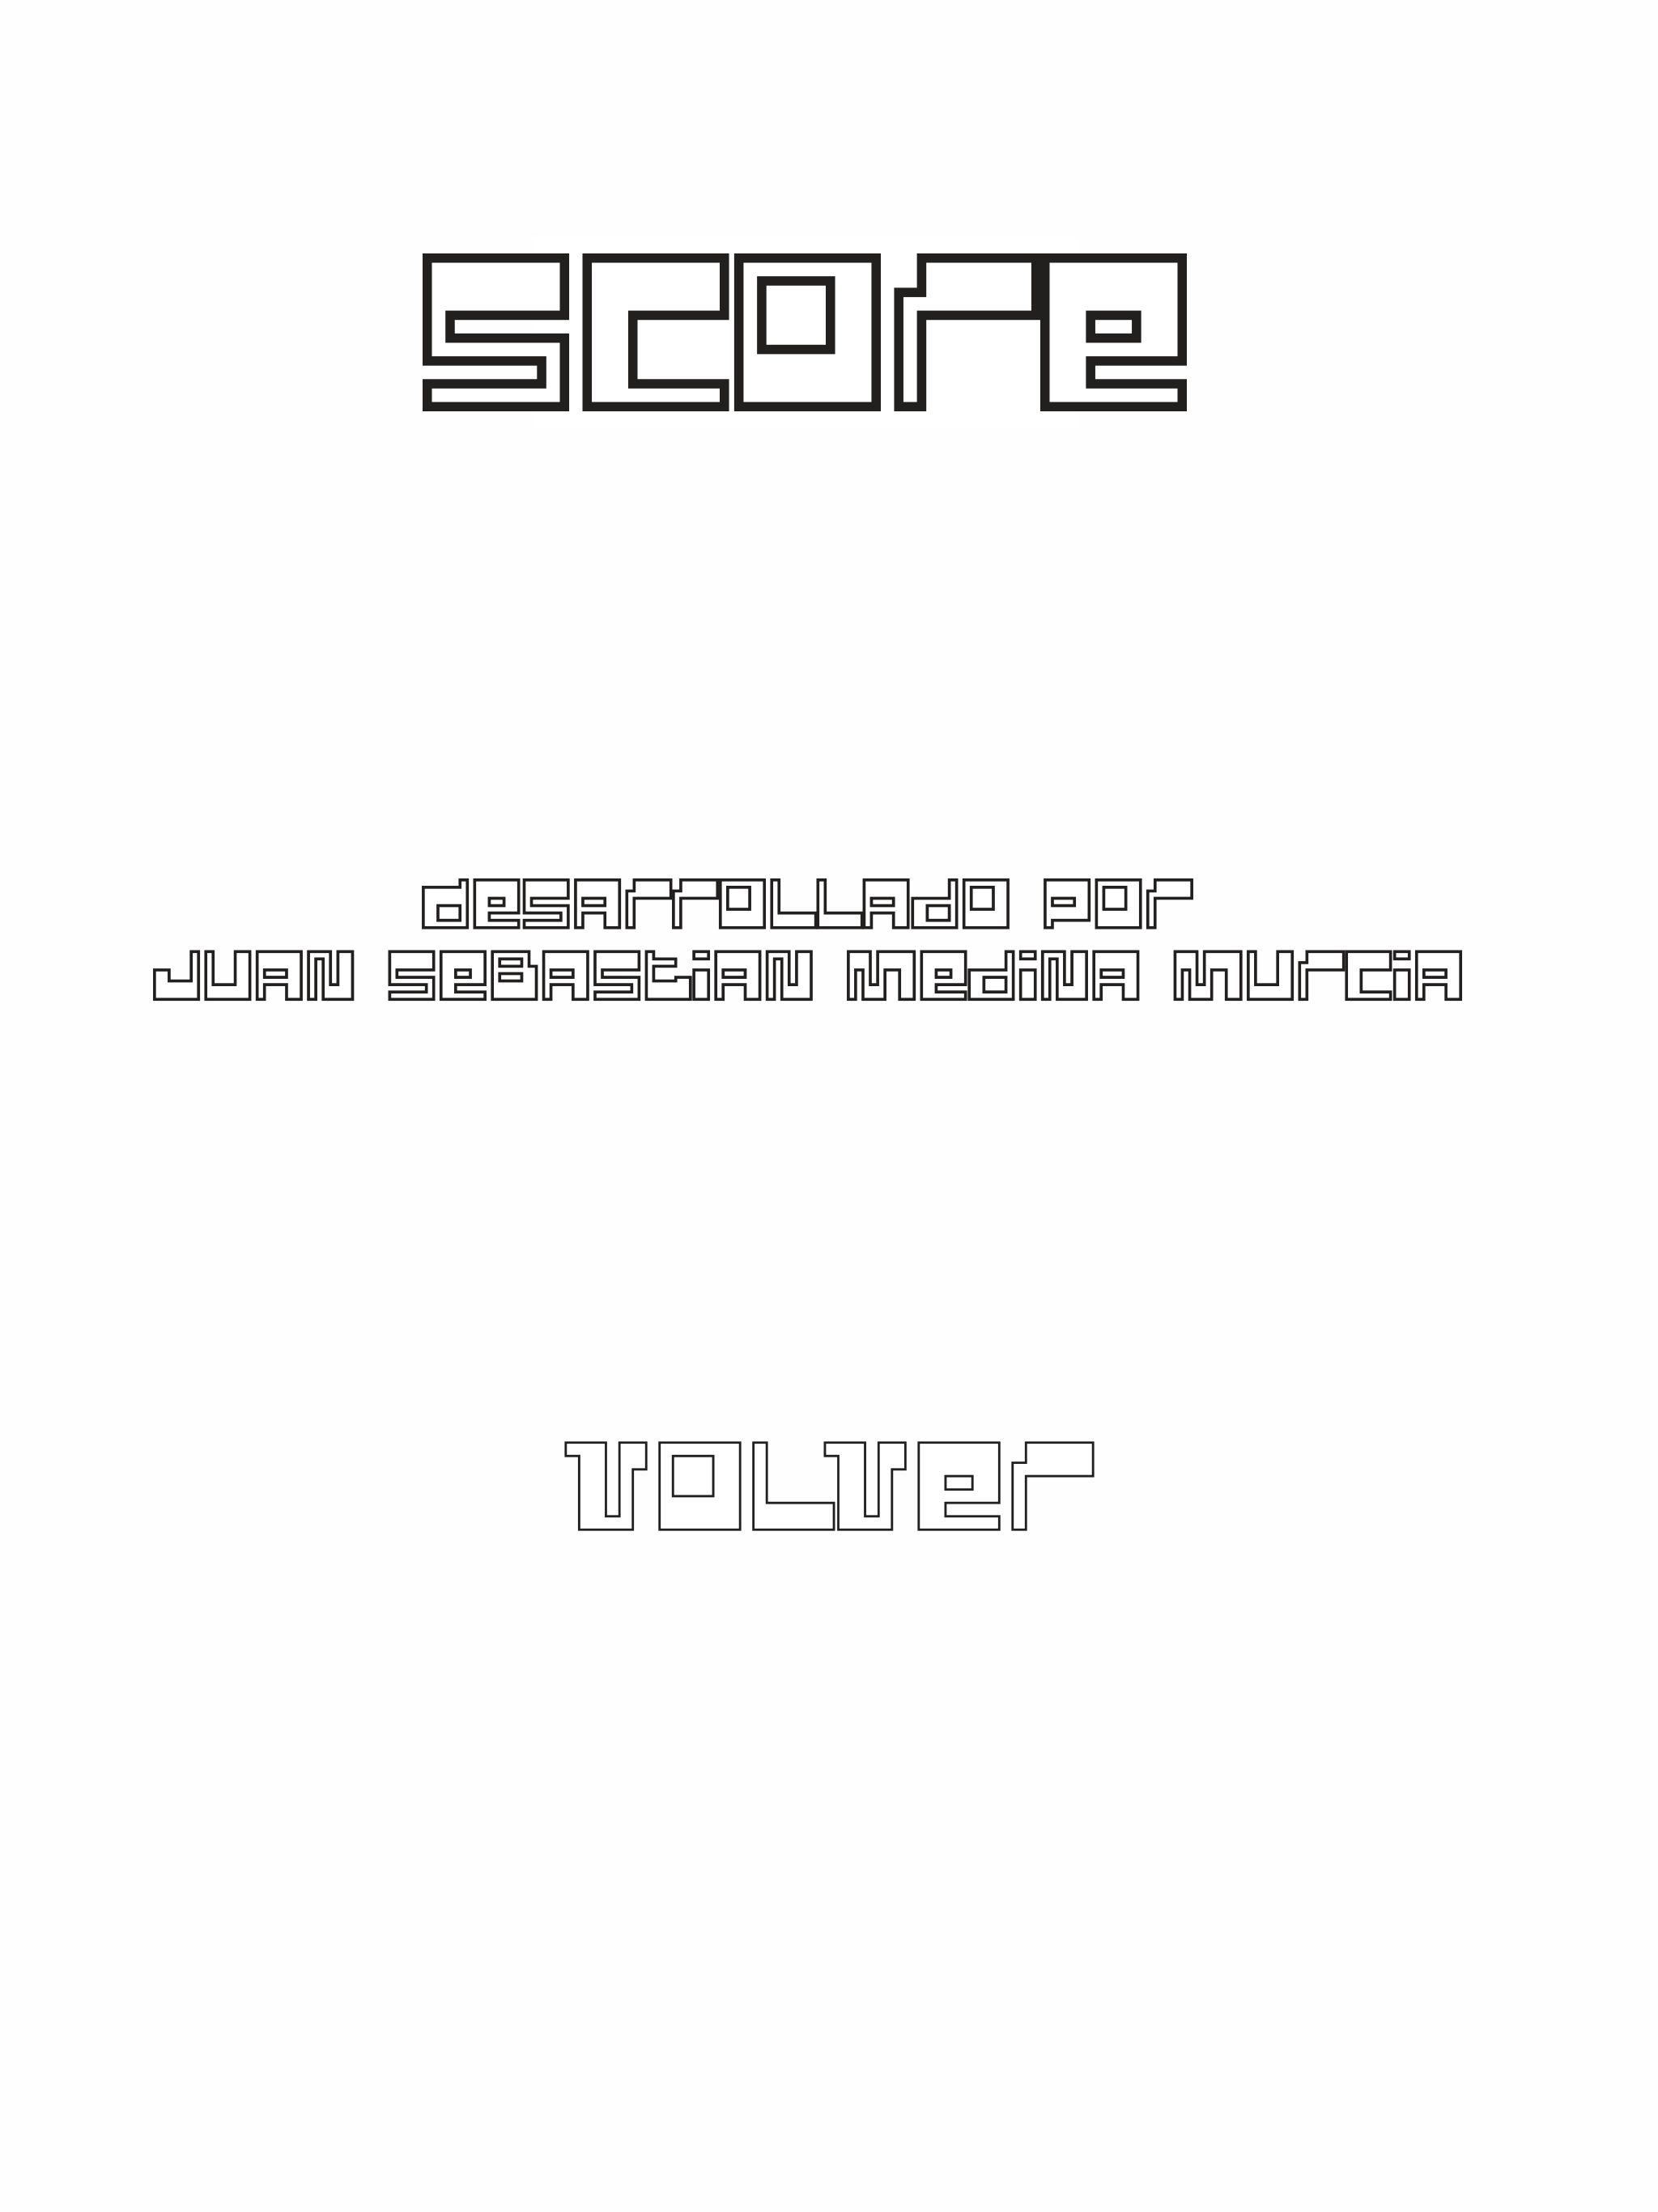 score
desarrollado por
juan sebastian medina murcia
volver